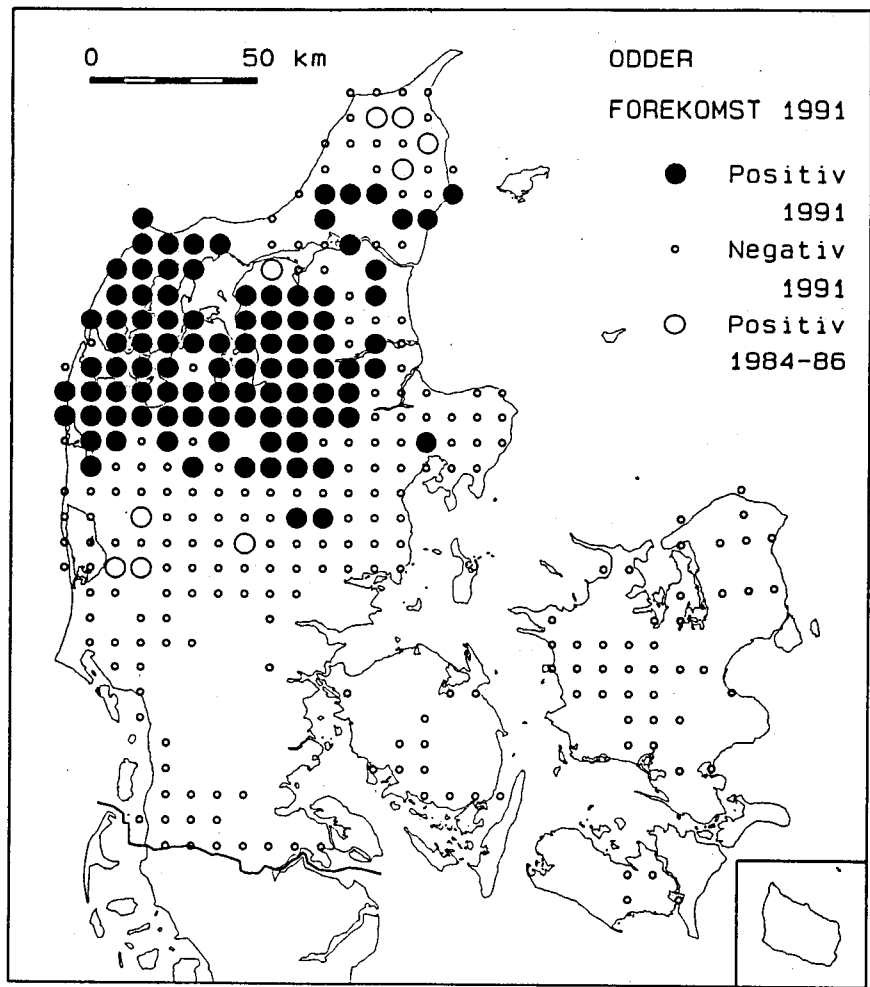 0 50 km
ODDER
FOREKOMST 1991
Positiv
1991
Negativ
1991
Positiv
1984-86